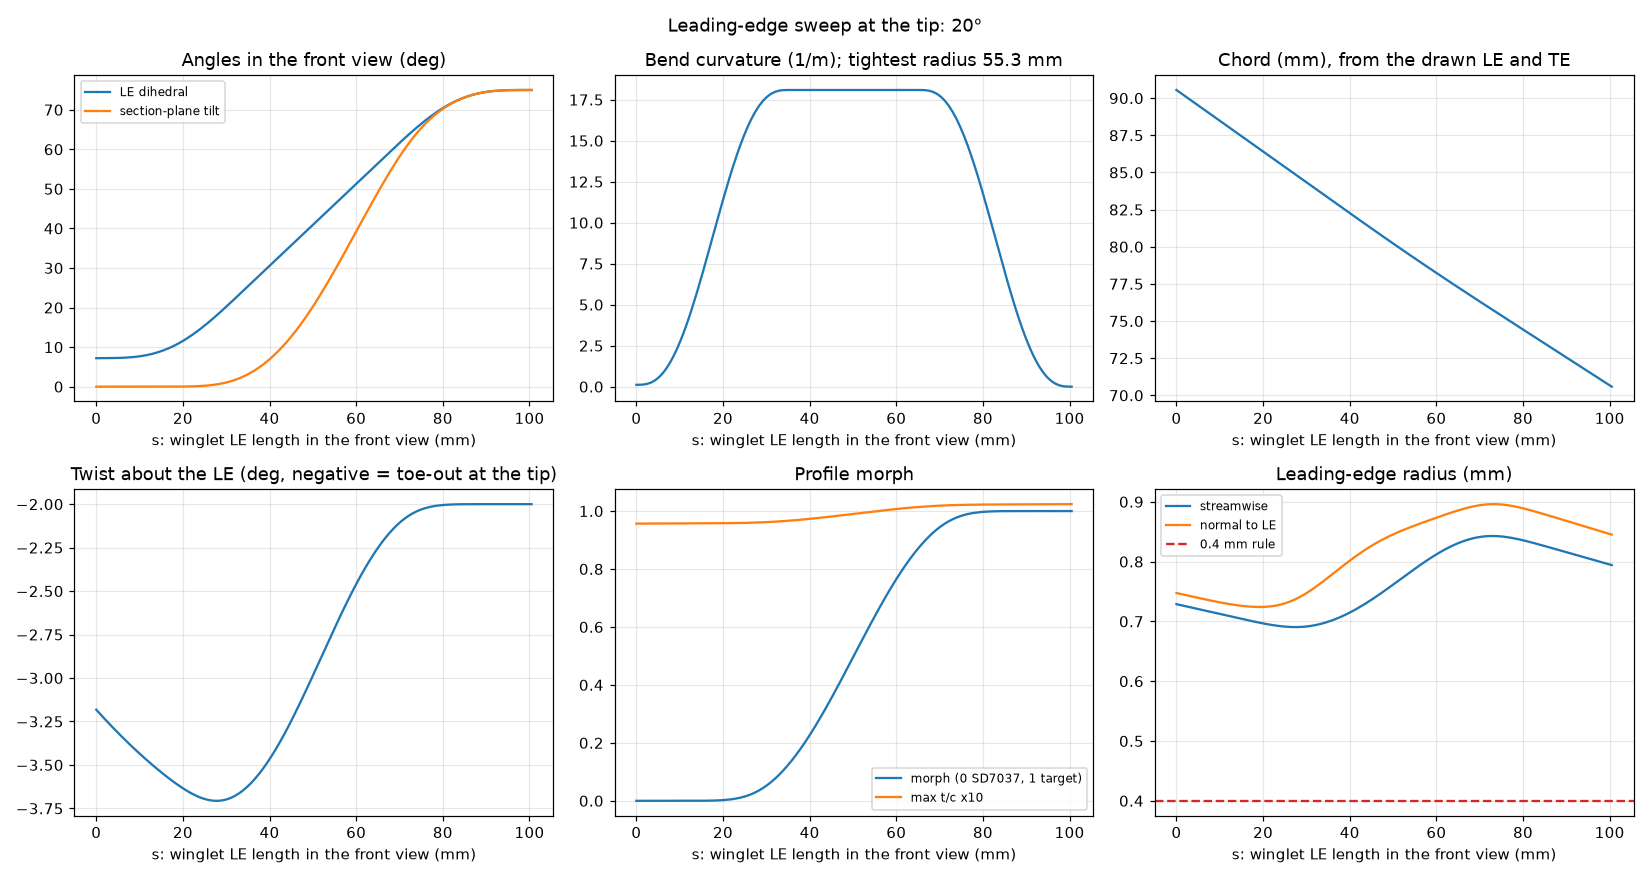 Leading-edge sweep at the tip: 20°
Angles in the front view (deg)
LE dihedral
section-plane tilt
70
60
50
40
30
20
10
0
0 20 40 60 80 100
s: winglet LE length in the front view (mm)
Bend curvature (1/m); tightest radius 55.3 mm
17.5
15.0
12.5
10.0
7.5
5.0
2.5
0.0
0 20 40 60 80 100
s: winglet LE length in the front view (mm)
Chord (mm), from the drawn LE and TE
90.0
87.5
85.0
82.5
80.0
77.5
75.0
72.5
70.0
0 20 40 60 80 100
s: winglet LE length in the front view (mm)
Twist about the LE (deg, negative = toe-out at the tip)
−2.00
−2.25
−2.50
−2.75
−3.00
−3.25
−3.50
−3.75
0 20 40 60 80 100
s: winglet LE length in the front view (mm)
Profile morph
1.0
0.8
0.6
0.4
0.2
0.0
morph (0 SD7037, 1 target)
max t/c x10
0 20 40 60 80 100
s: winglet LE length in the front view (mm)
Leading-edge radius (mm)
streamwise
normal to LE
0.4 mm rule
0.9
0.8
0.7
0.6
0.5
0.4
0 20 40 60 80 100
s: winglet LE length in the front view (mm)